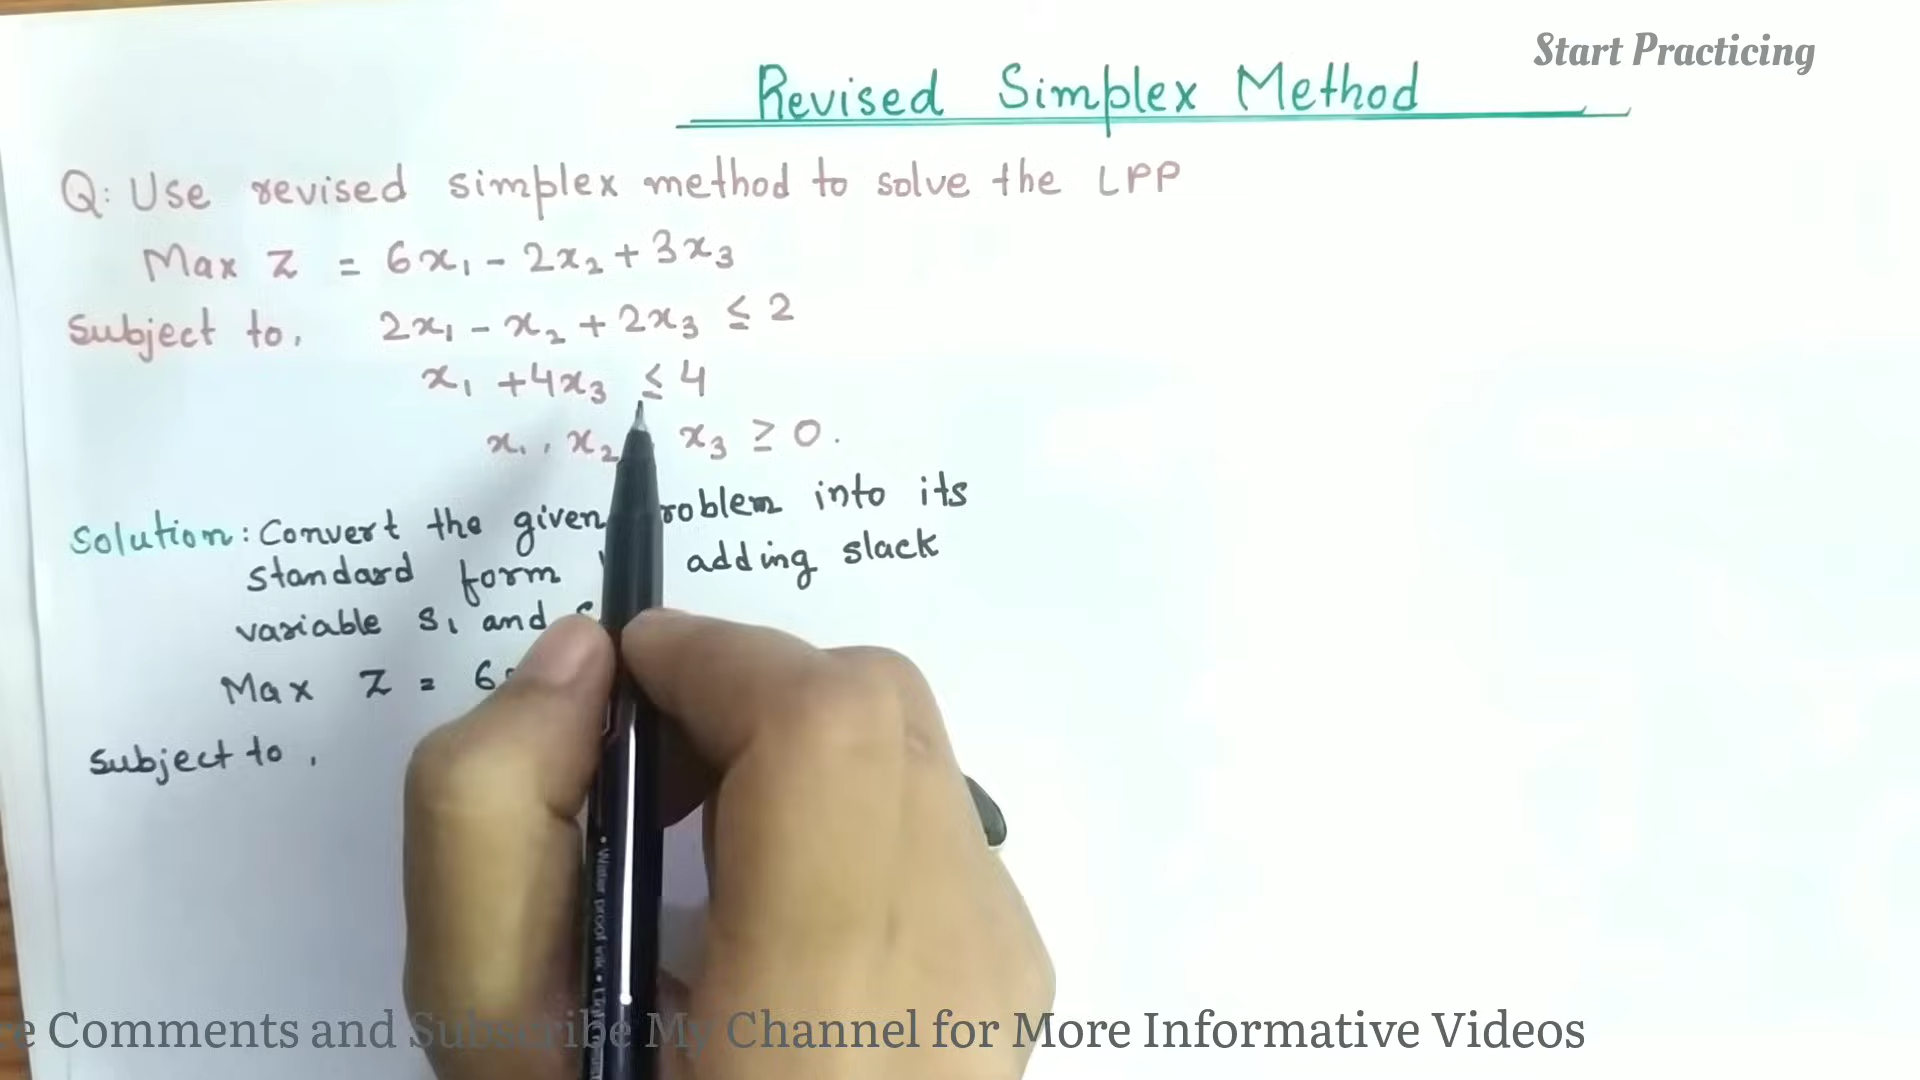 Start Practicing
Revised Simplex Method
Q: Use revised simplex method to solve the LPP
Max Z = 6x₁ - 2x₂ + 3x₃
Subject to, 2x₁ - x₂ + 2x₃ ≤ 2
x₁ + 4x₃ ≤ 4
x₁, x₂ x₃ ≥ 0.
Solution: Convert the given roblem into its
standard form adding slack
variable S₁ and
Max Z = 6
Subject to,
Comments and Subscribe My Channel for More Informative Videos